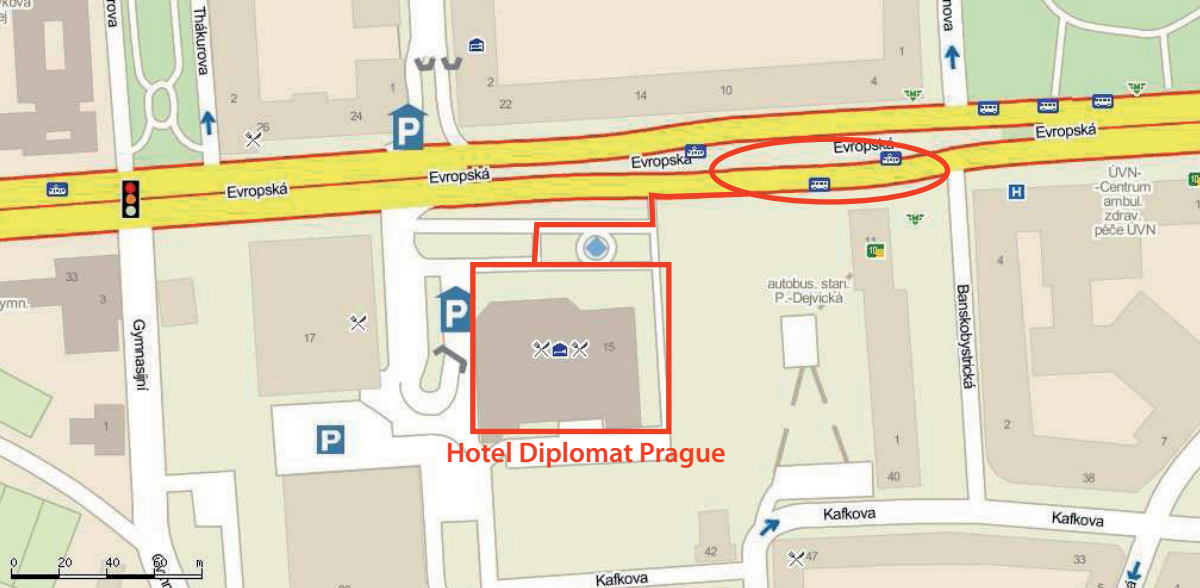 Thákurova
2
26
24
1
P
2
22
14
10
4
1
Evropská
Evropská
Evropská
Evropská
Evropská
H
ÚVN-
-Centrum
ambul.
zdrav.
péče ÚVN
33
3
Gymnasijní
1
17
P
15
autobus. stan.
P.-Dejvická
Banskobystrická
4
2
7
38
1
40
P
Hotel Diplomat Prague
Kafkova
Kafkova
Kafkova
42
47
33
0 20 40 60 m